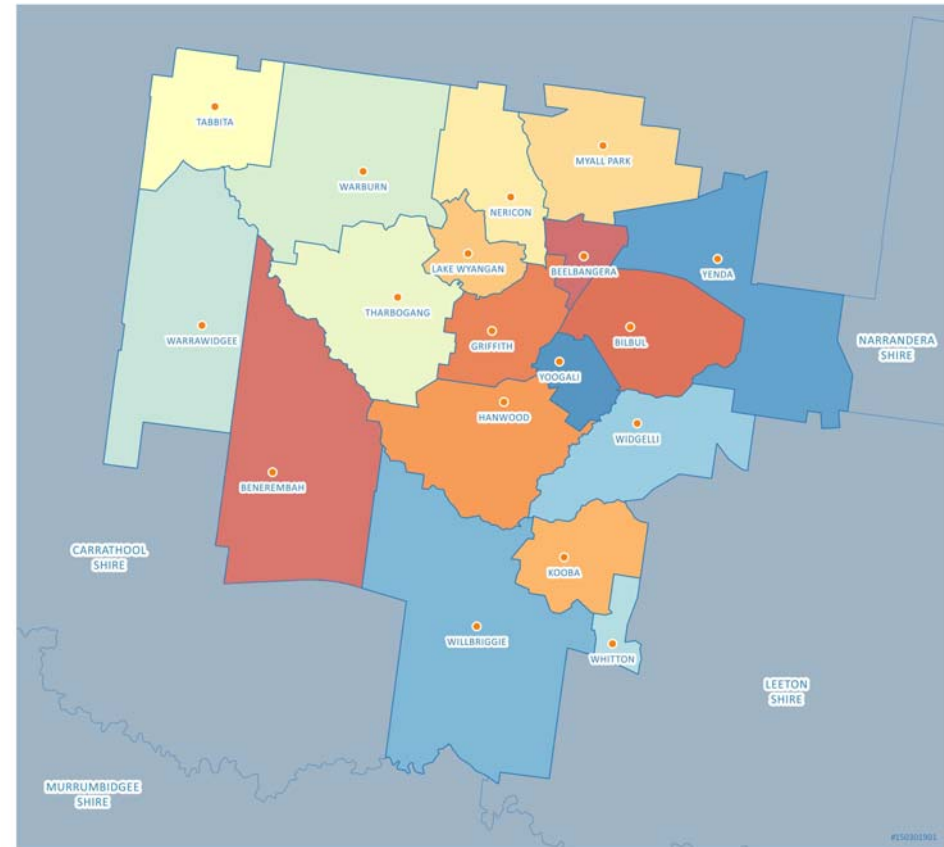 TABBITA
WARBURN
MYALL PARK
NERICON
LAKE WYANGAN
BEELBANGERA
YENDA
THARBOGANG
WARRAWIDGEE
GRIFFITH
BILBUL
NARRANDERA
SHIRE
YOOGALI
HANWOOD
WIDGELLI
BENEREMBAH
CARRATHOOL
SHIRE
KOOBA
WILLBRIGGIE
WHITTON
LEETON
SHIRE
MURRUMBIDGEE
SHIRE
#150301901